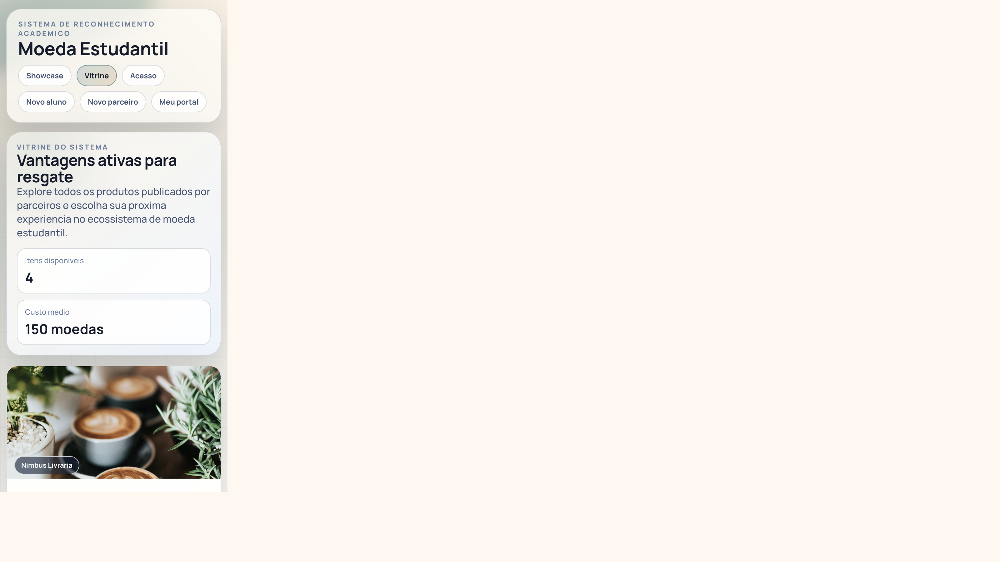 SISTEMA DE RECONHECIMENTO
ACADEMICO
Moeda Estudantil
Showcase Vitrine Acesso
Novo aluno Novo parceiro Meu portal
VITRINE DO SISTEMA
Vantagens ativas para
resgate
Explore todos os produtos publicados por
parceiros e escolha sua proxima
experiencia no ecossistema de moeda
estudantil.
Itens disponiveis
4
Custo medio
150 moedas
Nimbus Livraria